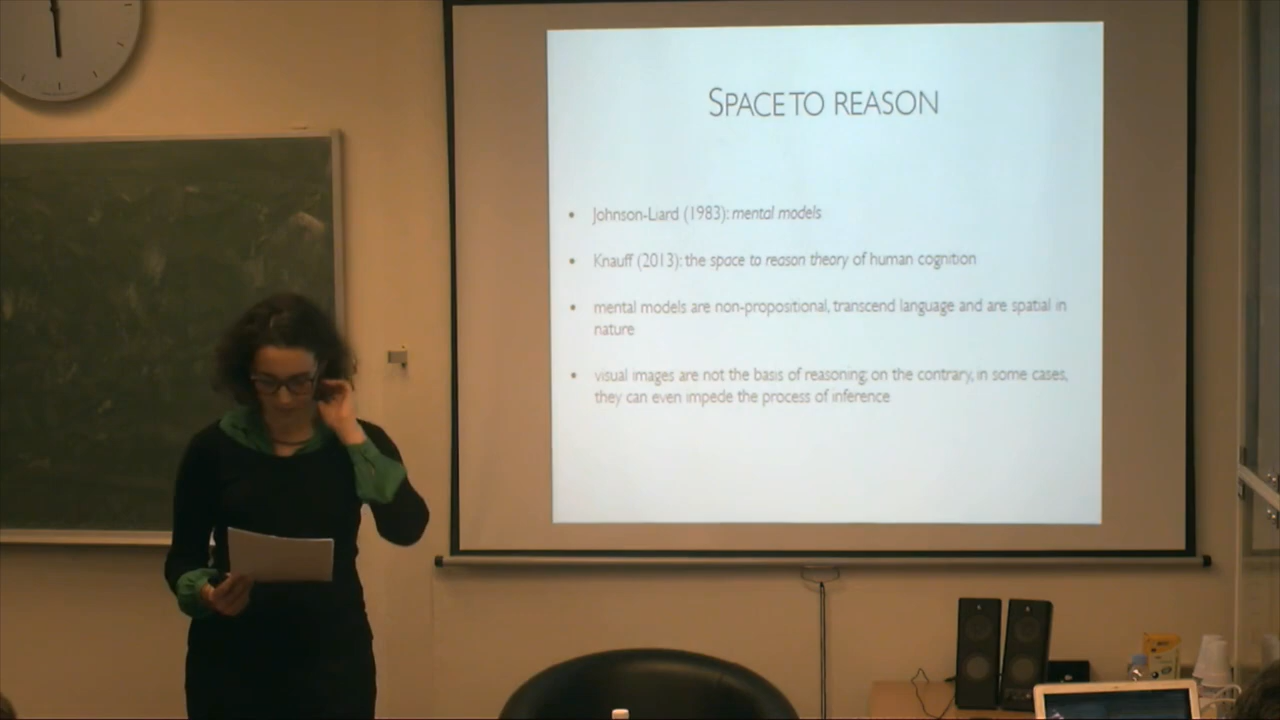 SPACE TO REASON
• Johnson-Liard (1983): mental models
• Knauff (2013): the space to reason theory of human cognition
• mental models are non-propositional, transcend language and are spatial in
nature
• visual images are not the basis of reasoning; on the contrary, in some cases,
they can even impede the process of inference